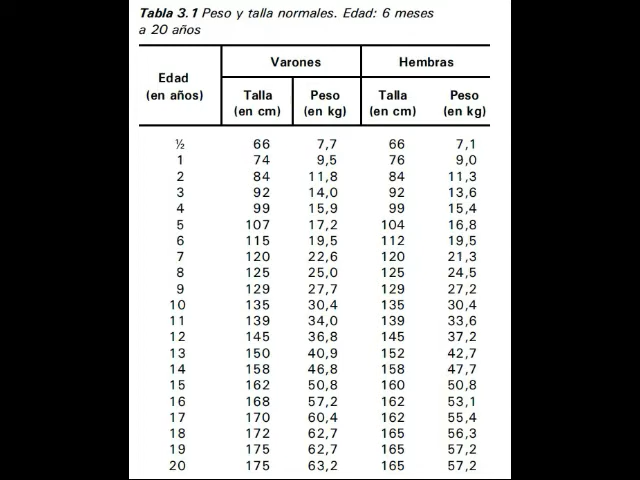 Tabla 3.1 Peso y talla normales. Edad: 6 meses
a 20 años
Edad
(en años)
Varones
Hembras
Talla
(en cm)
Peso
(en kg)
Talla
(en cm)
Peso
(en kg)
½ 66 7,7 66 7,1
1 74 9,5 76 9,0
2 84 11,8 84 11,3
3 92 14,0 92 13,6
4 99 15,9 99 15,4
5 107 17,2 104 16,8
6 115 19,5 112 19,5
7 120 22,6 120 21,3
8 125 25,0 125 24,5
9 129 27,7 129 27,2
10 135 30,4 135 30,4
11 139 34,0 139 33,6
12 145 36,8 145 37,2
13 150 40,9 152 42,7
14 158 46,8 158 47,7
15 162 50,8 160 50,8
16 168 57,2 162 53,1
17 170 60,4 162 55,4
18 172 62,7 165 56,3
19 175 62,7 165 57,2
20 175 63,2 165 57,2